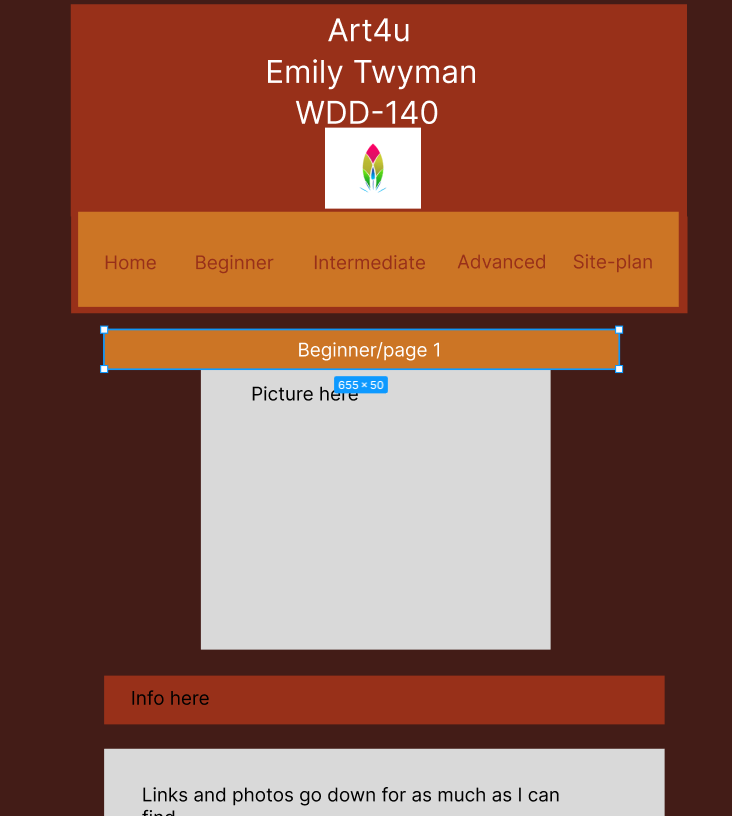 Art4u
Emily Twyman
WDD-140
Home Beginner Intermediate Advanced Site-plan
Beginner/page 1
655 × 50
Picture here
Info here
Links and photos go down for as much as I can
find